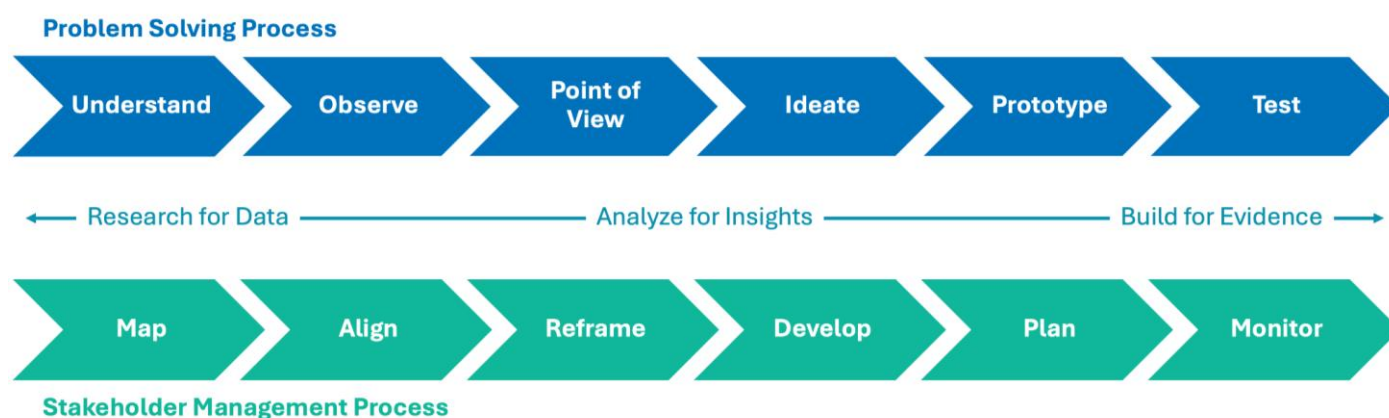 Problem Solving Process
Understand
Observe
Point of
View
Ideate
Prototype
Test
Research for Data
Analyze for Insights
Build for Evidence
Map
Align
Reframe
Develop
Plan
Monitor
Stakeholder Management Process